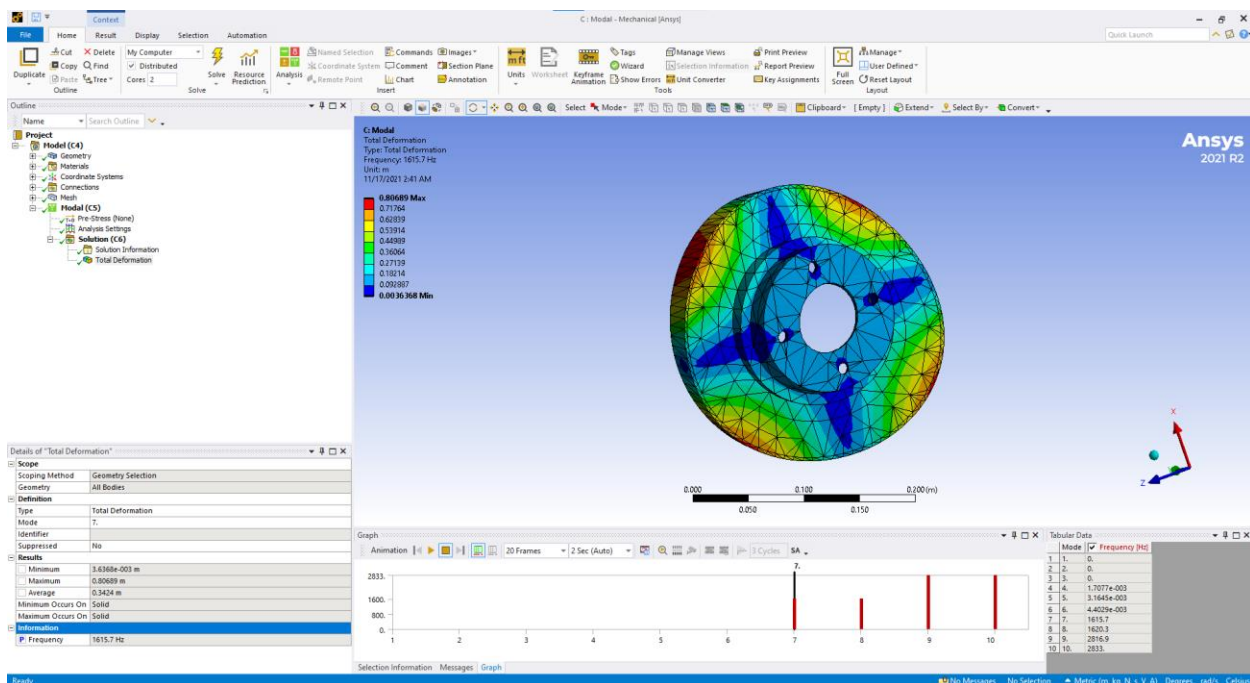 Context
C : Modal - Mechanical [Ansys]
File Home Result Display Selection Automation
Quick Launch
Duplicate
Cut
Copy
Paste
Delete
Find
Tree
Outline
My Computer
Distributed
Cores 2
Solve
Resource Prediction
Solve
Analysis
Named Selection
Coordinate System
Remote Point
Commands
Comment
Chart
Images
Section Plane
Annotation
Insert
Units
Worksheet
Keyframe Animation
Tags
Wizard
Show Errors
Manage Views
Selection Information
Unit Converter
Print Preview
Report Preview
Key Assignments
Tools
Full Screen
Manage
User Defined
Reset Layout
Layout
Outline
Name Search Outline
Select Mode Clipboard [Empty] Extend Select By Convert
Project
Model (C4)
Geometry
Materials
Coordinate Systems
Connections
Mesh
Modal (C5)
Pre-Stress (None)
Analysis Settings
Solution (C6)
Solution Information
Total Deformation
C: Modal
Total Deformation
Type: Total Deformation
Frequency: 1615.7 Hz
Unit: m
11/17/2021 2:41 AM
0.80689 Max
0.71764
0.62839
0.53914
0.44989
0.36064
0.27139
0.18214
0.092887
0.0036368 Min
Ansys
2021 R2
X
Z
0.000 0.100 0.200 (m)
0.050 0.150
Details of "Total Deformation"
Scope
Scoping Method Geometry Selection
Geometry All Bodies
Definition
Type Total Deformation
Mode 7.
Identifier
Suppressed No
Results
Minimum 3.6368e-003 m
Maximum 0.80689 m
Average 0.3424 m
Minimum Occurs On Solid
Maximum Occurs On Solid
Information
P Frequency 1615.7 Hz
Graph
Animation 20 Frames 2 Sec (Auto) 3 Cycles SA
7.
2833.
1600.
800.
0.
1 2 3 4 5 6 7 8 9 10
Selection Information Messages Graph
Tabular Data
Mode Frequency [Hz]
1 1. 0.
2 2. 0.
3 3. 0.
4 4. 1.7077e-003
5 5. 3.1645e-003
6 6. 4.4029e-003
7 7. 1615.7
8 8. 1620.3
9 9. 2816.9
10 10. 2833.
Ready
No Messages No Selection Metric (m, kg, N, s, V, A) Degrees rad/s Celsius